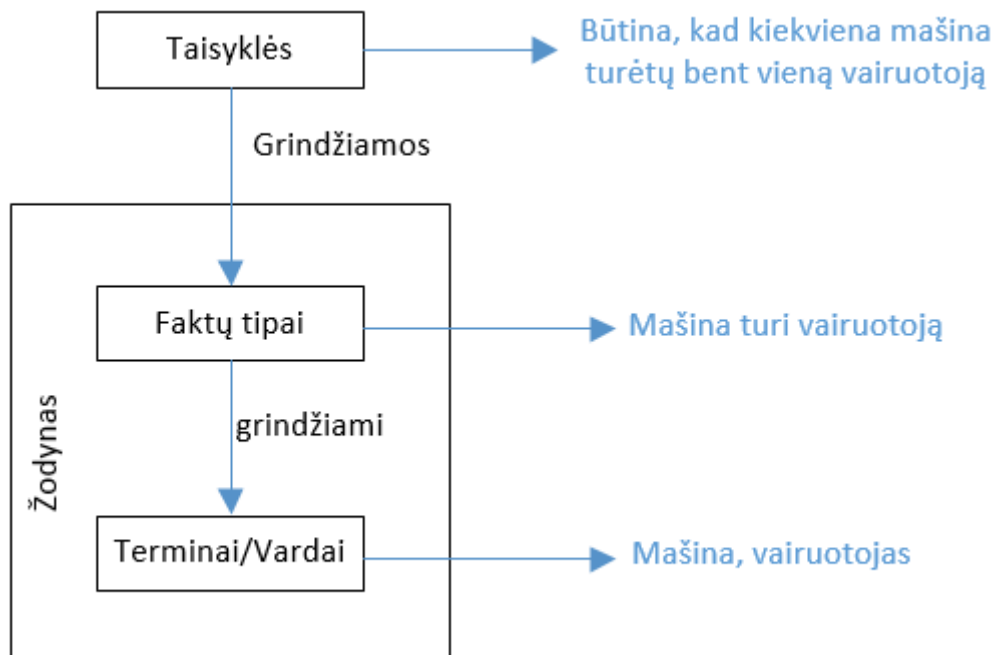 Taisyklės
Būtina, kad kiekviena mašina
turėtų bent vieną vairuotoją
Grindžiamos
Faktų tipai
Mašina turi vairuotoją
grindžiami
Žodynas
Terminai/Vardai
Mašina, vairuotojas